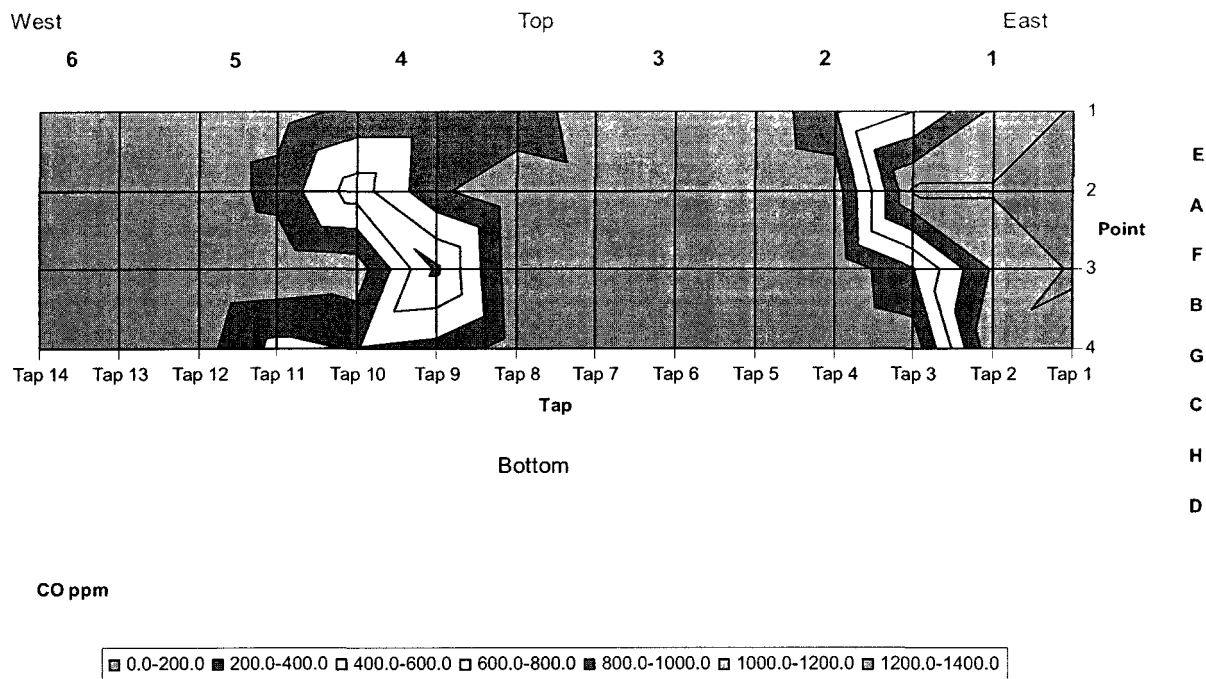 West Top East
6 5 4 3 2 1
1
E
2
A
Point
F
3
B
4
G
Tap 14 Tap 13 Tap 12 Tap 11 Tap 10 Tap 9 Tap 8 Tap 7 Tap 6 Tap 5 Tap 4 Tap 3 Tap 2 Tap 1
C
Tap
H
Bottom
D
CO ppm
0.0-200.0 200.0-400.0 400.0-600.0 600.0-800.0 800.0-1000.0 1000.0-1200.0 1200.0-1400.0